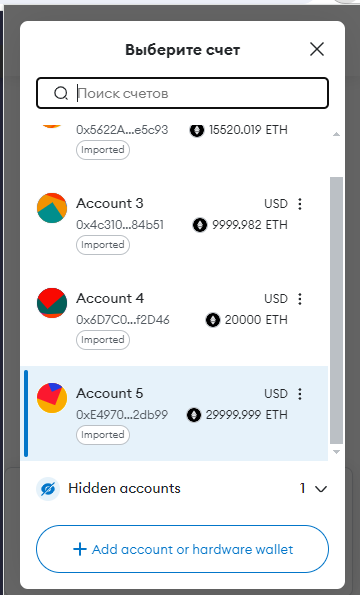 Выберите счет
Поиск счетов
0x5622A...e5c93 15520.019 ETH
Imported
Account 3 USD
0x4c310...84b51 9999.982 ETH
Imported
Account 4 USD
0x6D7C0...f2D46 20000 ETH
Imported
Account 5 USD
0xE4970...2db99 29999.999 ETH
Imported
Hidden accounts 1
+ Add account or hardware wallet